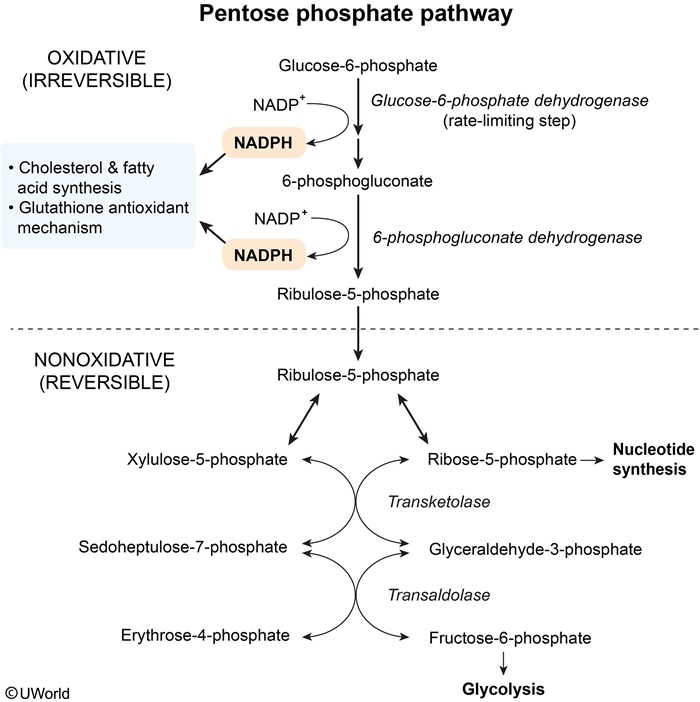 Pentose phosphate pathway
OXIDATIVE
(IRREVERSIBLE)
Glucose-6-phosphate
NADP+
Glucose-6-phosphate dehydrogenase
(rate-limiting step)
NADPH
• Cholesterol & fatty
acid synthesis
• Glutathione antioxidant
mechanism
6-phosphogluconate
NADP+
6-phosphogluconate dehydrogenase
NADPH
Ribulose-5-phosphate
NONOXIDATIVE
(REVERSIBLE)
Ribulose-5-phosphate
Xylulose-5-phosphate
Ribose-5-phosphate
Nucleotide
synthesis
Transketolase
Sedoheptulose-7-phosphate
Glyceraldehyde-3-phosphate
Transaldolase
Erythrose-4-phosphate
Fructose-6-phosphate
Glycolysis
©UWorld